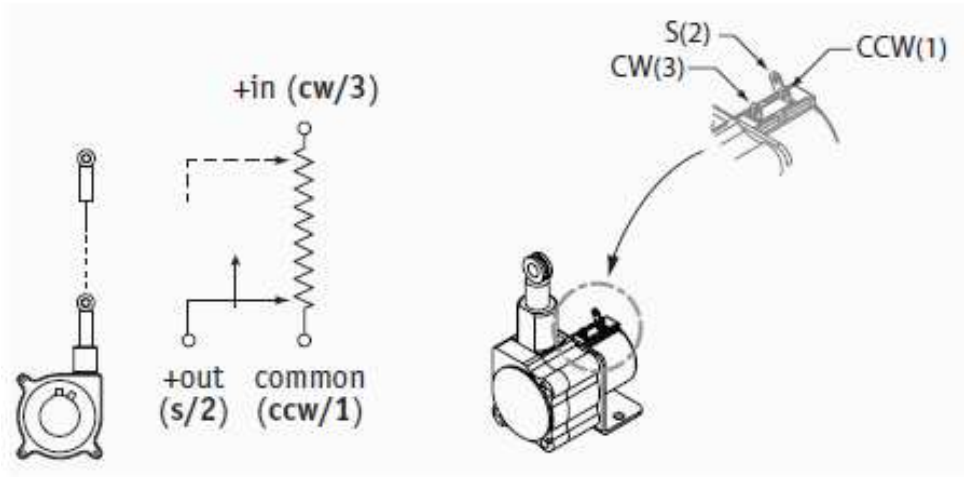 +in (cw/3)
+out
(s/2)
common
(ccw/1)
S(2)
CW(3)
CCW(1)